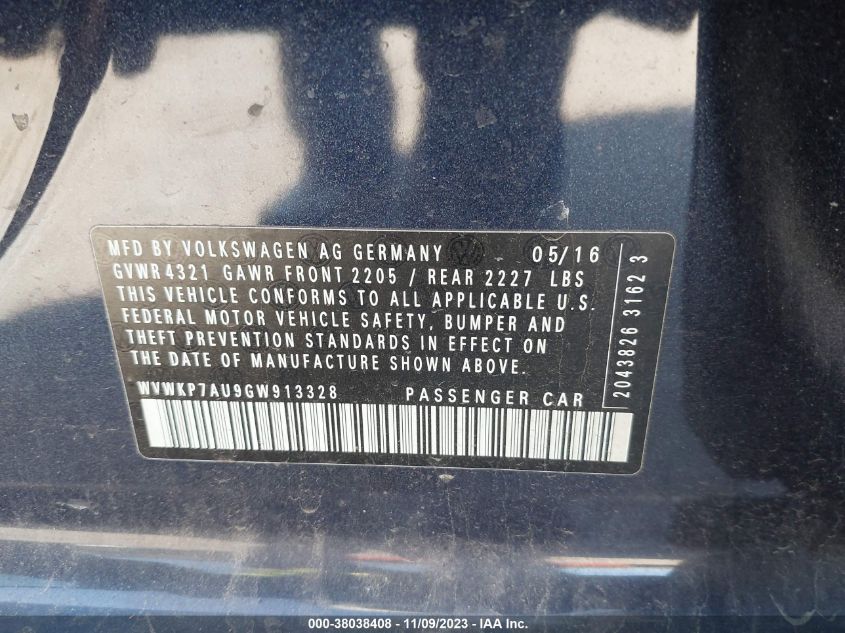 MFD BY VOLKSWAGEN AG GERMANY 05/16
GVWR 4321 GAWR FRONT 2205 / REAR 2227 LBS
THIS VEHICLE CONFORMS TO ALL APPLICABLE U.S.
FEDERAL MOTOR VEHICLE SAFETY, BUMPER AND
THEFT PREVENTION STANDARDS IN EFFECT ON
THE DATE OF MANUFACTURE SHOWN ABOVE.
WVWKP7AU9GW913328 PASSENGER CAR
2043826 31623
000-38038408 - 11/09/2023 - IAA Inc.